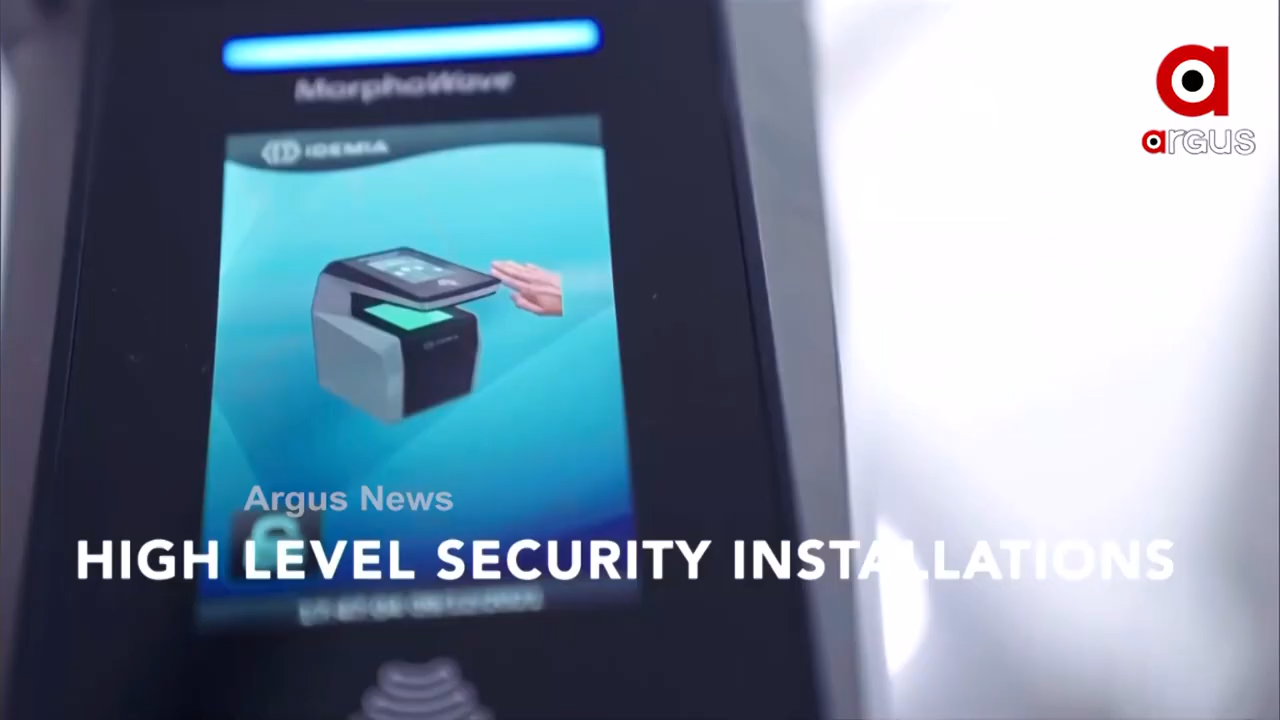 MorphoWave
IDEMIA
argus
Argus News
HIGH LEVEL SECURITY INSTALLATIONS